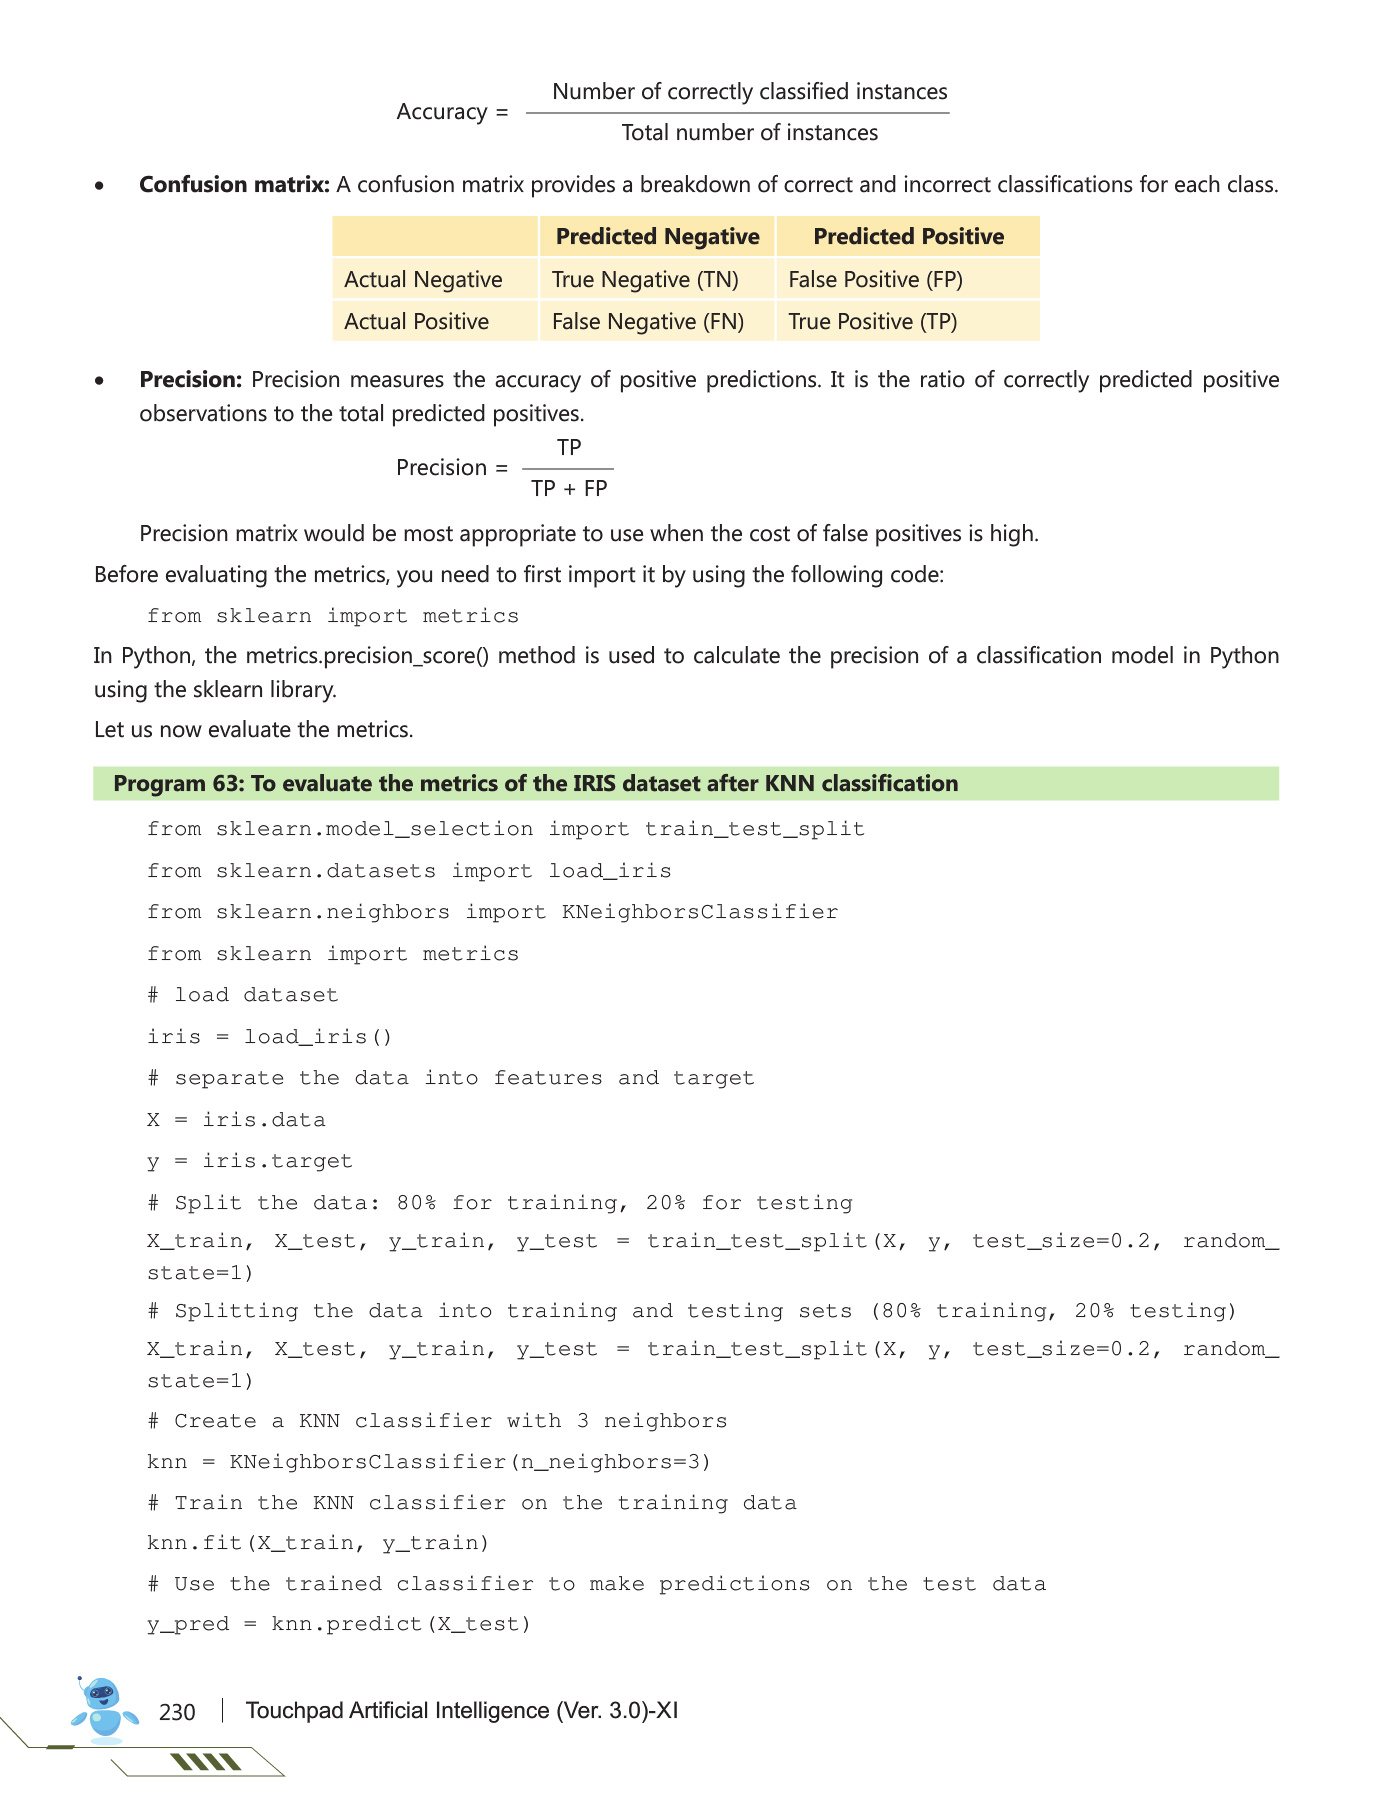 Number of correctly classified instances
Accuracy =
Total number of instances
• Confusion matrix: A confusion matrix provides a breakdown of correct and incorrect classifications for each class.
Predicted Negative Predicted Positive
Actual Negative True Negative (TN) False Positive (FP)
Actual Positive False Negative (FN) True Positive (TP)
• Precision: Precision measures the accuracy of positive predictions. It is the ratio of correctly predicted positive
observations to the total predicted positives.
TP
Precision =
TP + FP
Precision matrix would be most appropriate to use when the cost of false positives is high.
Before evaluating the metrics, you need to first import it by using the following code:
from sklearn import metrics
In Python, the metrics.precision_score() method is used to calculate the precision of a classification model in Python
using the sklearn library.
Let us now evaluate the metrics.
Program 63: To evaluate the metrics of the IRIS dataset after KNN classification
from sklearn.model_selection import train_test_split
from sklearn.datasets import load_iris
from sklearn.neighbors import KNeighborsClassifier
from sklearn import metrics
# load dataset
iris = load_iris()
# separate the data into features and target
X = iris.data
y = iris.target
# Split the data: 80% for training, 20% for testing
X_train, X_test, y_train, y_test = train_test_split(X, y, test_size=0.2, random_
state=1)
# Splitting the data into training and testing sets (80% training, 20% testing)
X_train, X_test, y_train, y_test = train_test_split(X, y, test_size=0.2, random_
state=1)
# Create a KNN classifier with 3 neighbors
knn = KNeighborsClassifier(n_neighbors=3)
# Train the KNN classifier on the training data
knn.fit(X_train, y_train)
# Use the trained classifier to make predictions on the test data
y_pred = knn.predict(X_test)
230 Touchpad Artificial Intelligence (Ver. 3.0)-XI